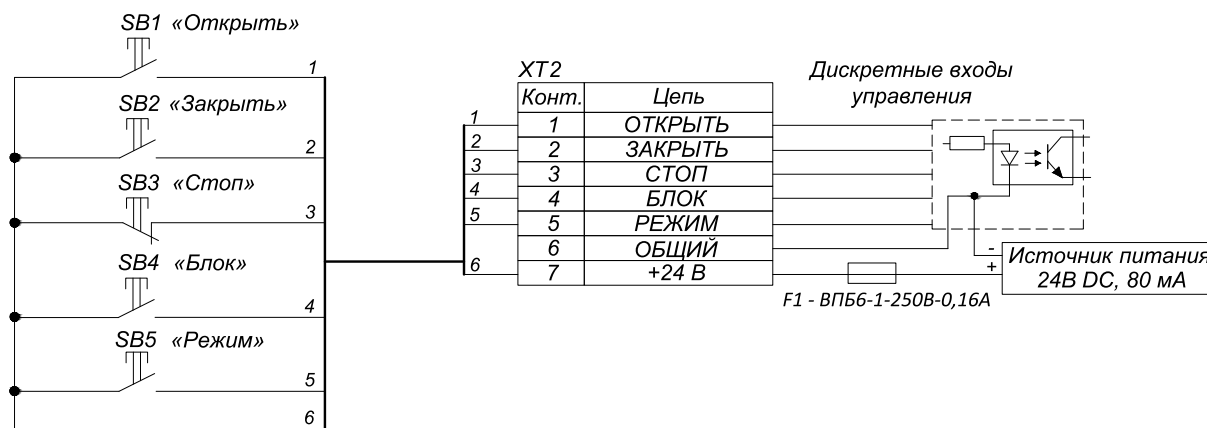 SB1 «Открыть»
1
SB2 «Закрыть»
2
SB3 «Стоп»
3
SB4 «Блок»
4
SB5 «Режим»
5
6
XT2
Конт. Цепь
1 1 ОТКРЫТЬ
2 2 ЗАКРЫТЬ
3 3 СТОП
4 4 БЛОК
5 5 РЕЖИМ
6 ОБЩИЙ
6 7 +24 В
Дискретные входы
управления
F1 - ВПБ6-1-250В-0,16А
-
+
Источник питания
24В DC, 80 мА